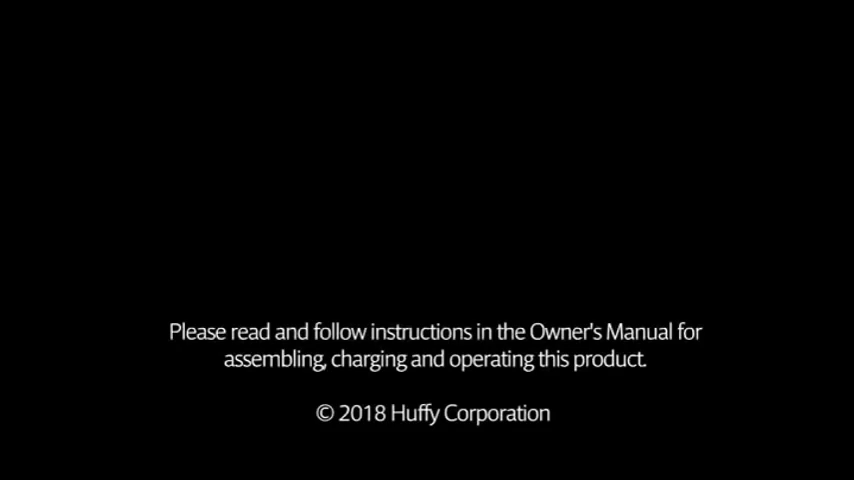 Please read and follow instructions in the Owner's Manual for
assembling, charging and operating this product.
© 2018 Huffy Corporation